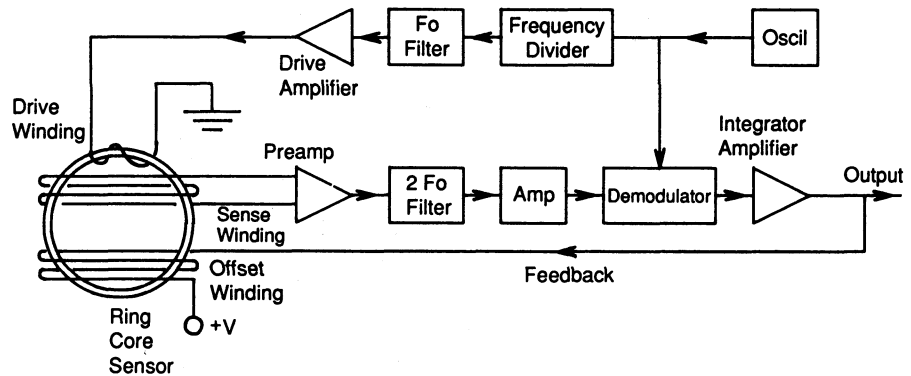 Fo
Filter
Frequency
Divider
Oscil
Drive
Amplifier
Drive
Winding
Integrator
Amplifier
Preamp
2 Fo
Filter
Amp
Demodulator
Output
Sense
Winding
Feedback
Offset
Winding
+V
Ring
Core
Sensor